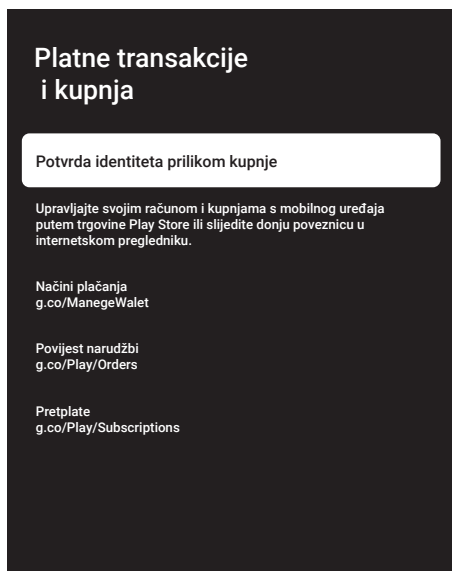 Platne transakcije
i kupnja
Potvrda identiteta prilikom kupnje
Upravljajte svojim računom i kupnjama s mobilnog uređaja
putem trgovine Play Store ili slijedite donju poveznicu u
internetskom pregledniku.
Načini plačanja
g.co/ManegeWalet
Povijest narudžbi
g.co/Play/Orders
Pretplate
g.co/Play/Subscriptions